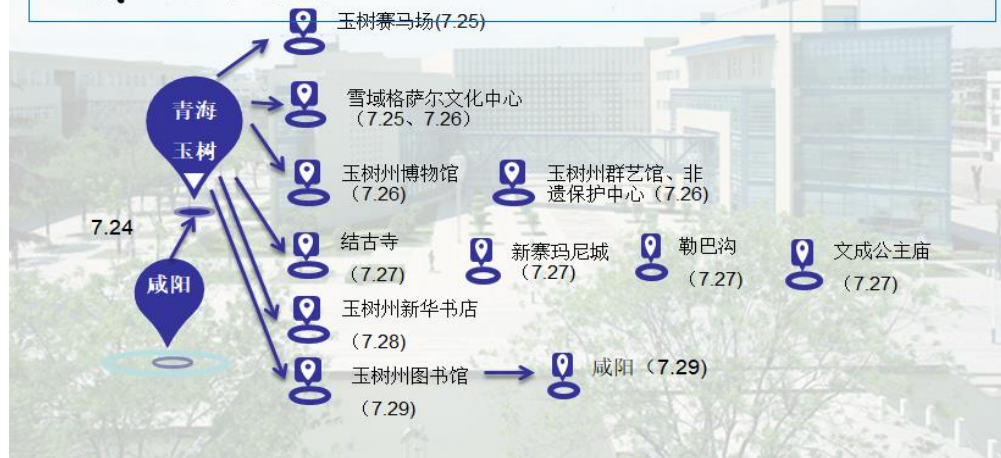 玉树赛马场(7.25)
青海
玉树
雪域格萨尔文化中心
（7.25、7.26）
玉树州博物馆
（7.26）
玉树州群艺馆、非
遗保护中心（7.26）
7.24
咸阳
结古寺
（7.27）
新寨玛尼城
（7.27）
勒巴沟
（7.27）
文成公主庙
（7.27）
玉树州新华书店
（7.28）
玉树州图书馆
（7.29）
咸阳（7.29）